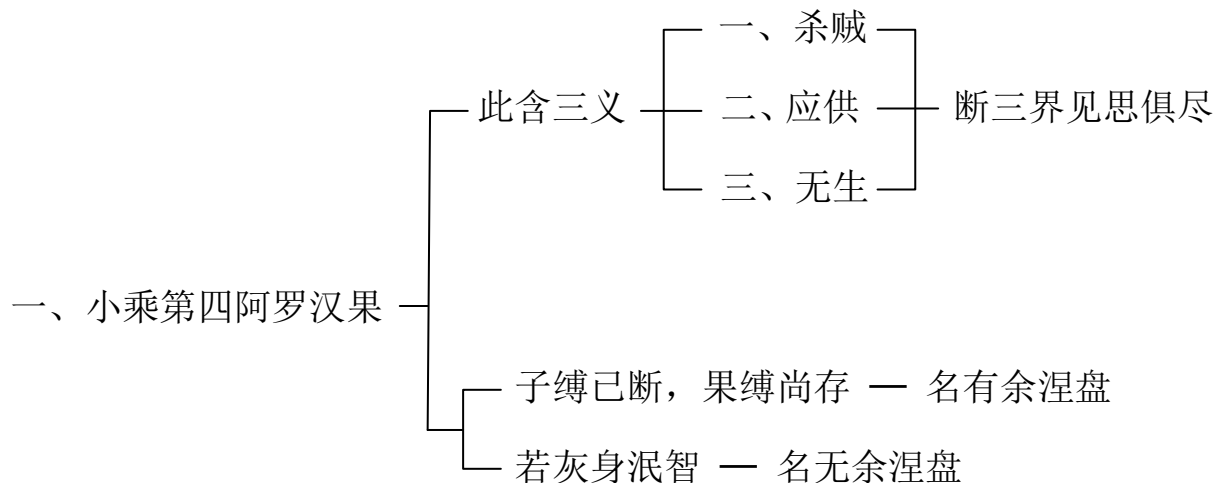 一、杀贼
此含三义
二、应供
断三界见思俱尽
三、无生
一、小乘第四阿罗汉果
子缚已断，果缚尚存 — 名有余涅盘
若灰身泯智 — 名无余涅盘